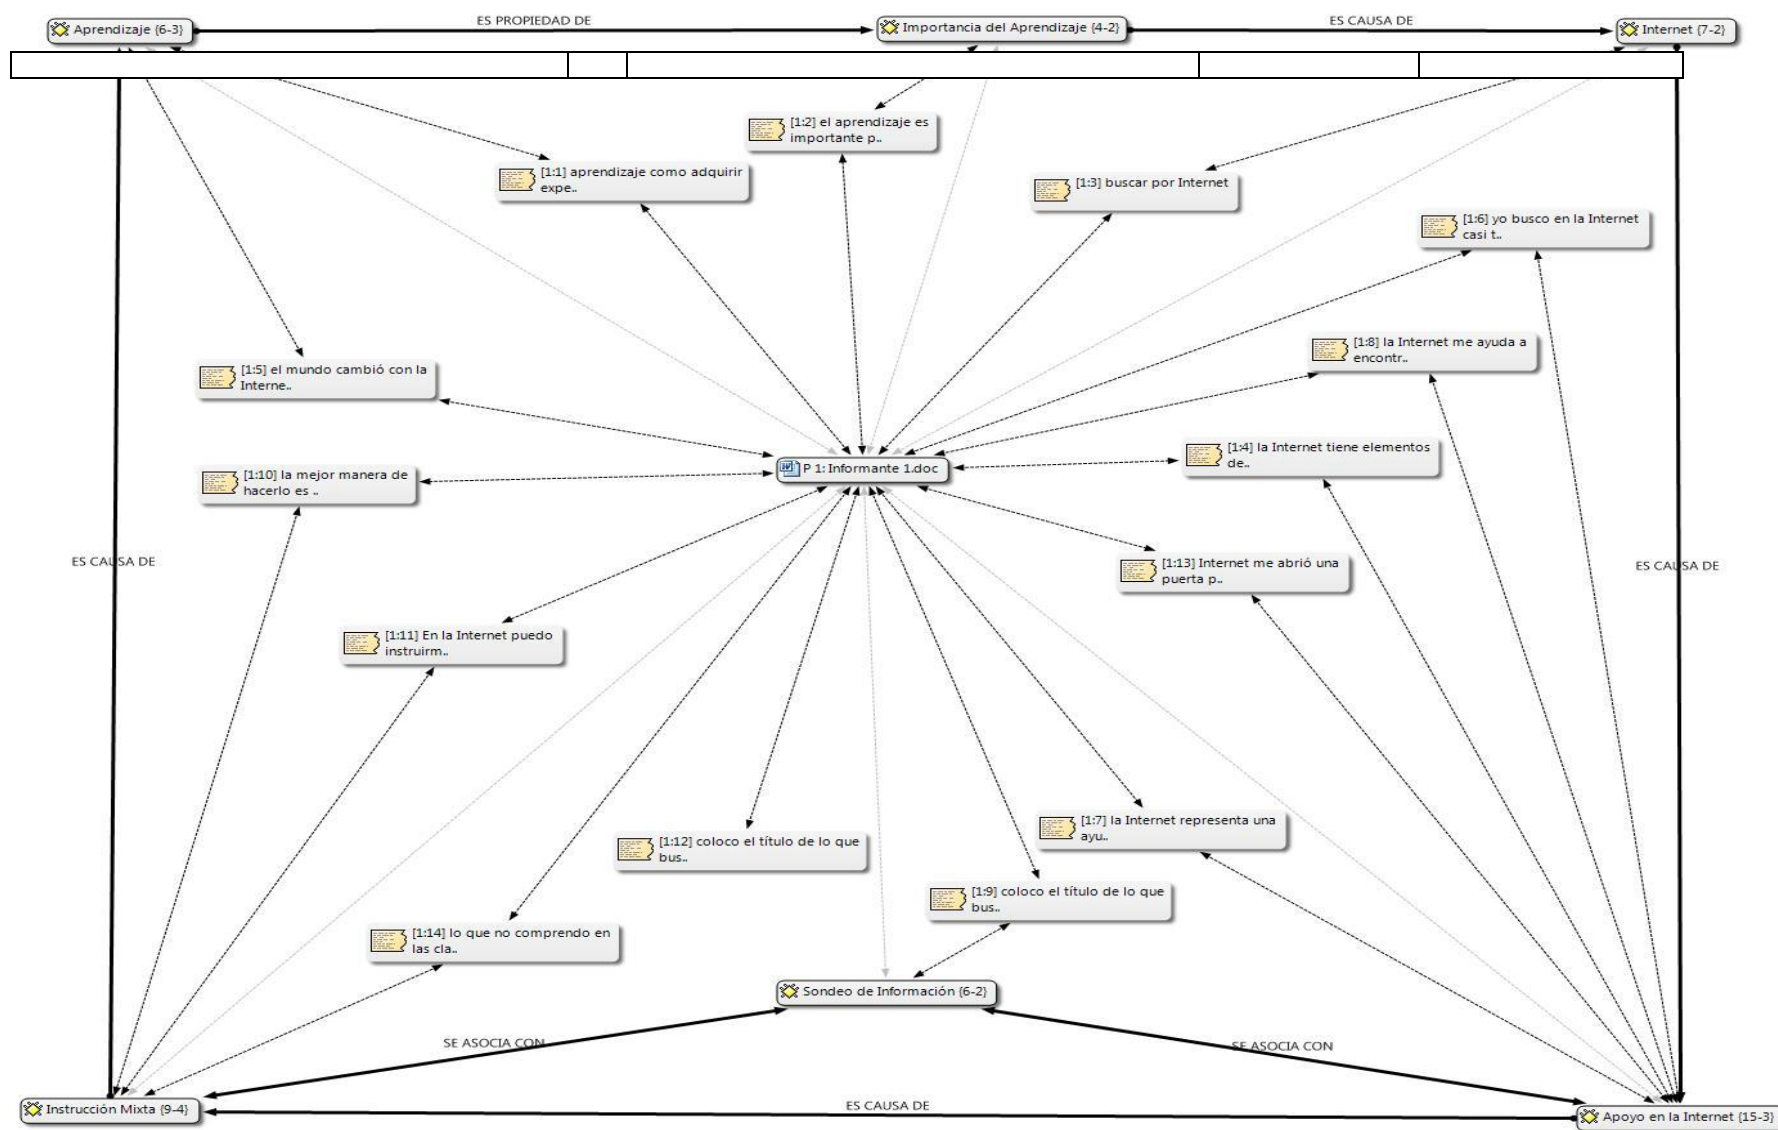 ES PROPIEDAD DE
ES CAUSA DE
Aprendizaje {6-3}
Importancia del Aprendizaje {4-2}
Internet {7-2}
[1:2] el aprendizaje es
importante p..
[1:1] aprendizaje como adquirir
expe..
[1:3] buscar por Internet
[1:6] yo busco en la Internet
casi t..
[1:8] la Internet me ayuda a
encontr..
[1:5] el mundo cambió con la
Interne..
[1:4] la Internet tiene elementos
de..
P 1: Informante 1.doc
[1:10] la mejor manera de
hacerlo es ..
ES CAUSA DE
[1:13] Internet me abrió una
puerta p..
ES CAUSA DE
[1:11] En la Internet puedo
instruirm..
[1:7] la Internet representa una
ayu..
[1:12] coloco el título de lo que
bus..
[1:9] coloco el título de lo que
bus..
[1:14] lo que no comprendo en
las cla..
Sondeo de Información {6-2}
SE ASOCIA CON
SE ASOCIA CON
Instrucción Mixta {9-4}
ES CAUSA DE
Apoyo en la Internet {15-3}